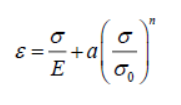 ε = σ/E + a(σ/σ₀)ⁿ